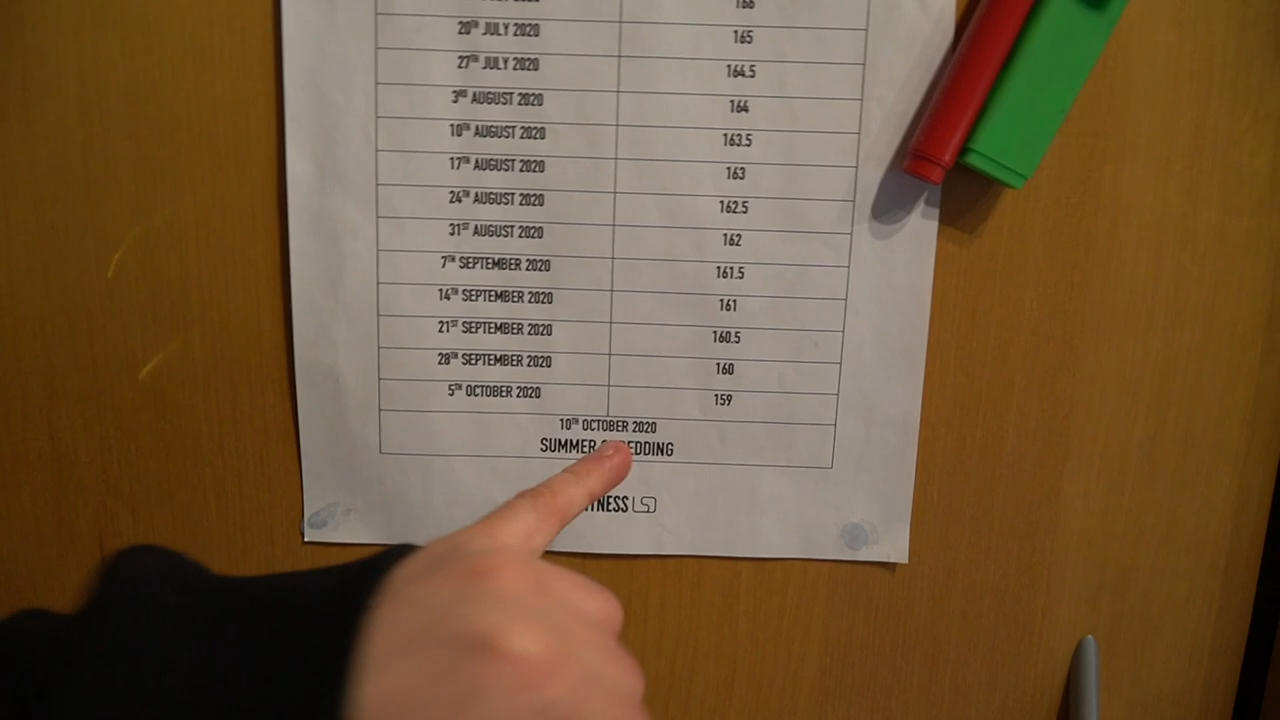 166
20TH JULY 2020 165
27TH JULY 2020 164.5
3RD AUGUST 2020 164
10TH AUGUST 2020 163.5
17TH AUGUST 2020 163
24TH AUGUST 2020 162.5
31ST AUGUST 2020 162
7TH SEPTEMBER 2020 161.5
14TH SEPTEMBER 2020 161
21ST SEPTEMBER 2020 160.5
28TH SEPTEMBER 2020 160
5TH OCTOBER 2020 159
10TH OCTOBER 2020
SUMMER